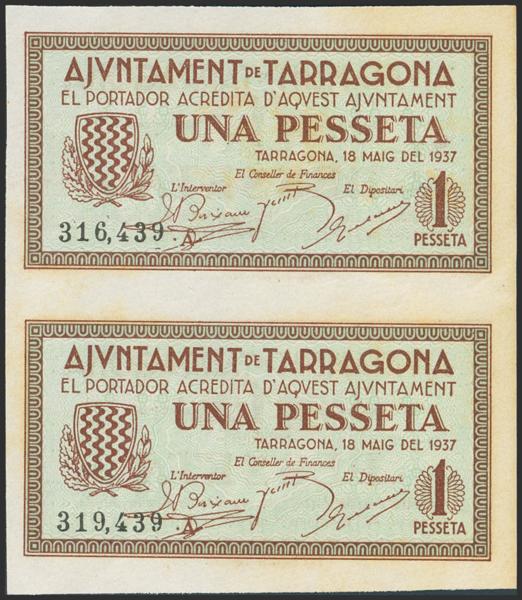 AJVNTAMENT DE TARRAGONA
EL PORTADOR ACREDITA D'AQVEST AJVNTAMENT
UNA PESSETA
TARRAGONA, 18 MAIG DEL 1937
El Conseller de Finances
L'Interventor El Dipositari
316,439 .A.
1
PESSETA
AJVNTAMENT DE TARRAGONA
EL PORTADOR ACREDITA D'AQVEST AJVNTAMENT
UNA PESSETA
TARRAGONA, 18 MAIG DEL 1937
El Conseller de Finances
L'Interventor El Dipositari
319,439 .A.
1
PESSETA